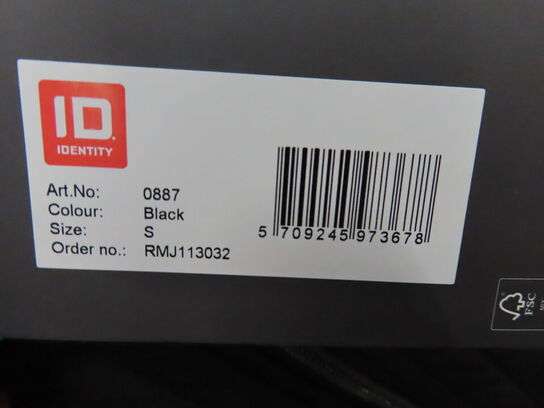 ID.
IDENTITY
Art.No: 0887
Colour: Black
Size: S
Order no.: RMJ113032
5 709245 973678
FSC